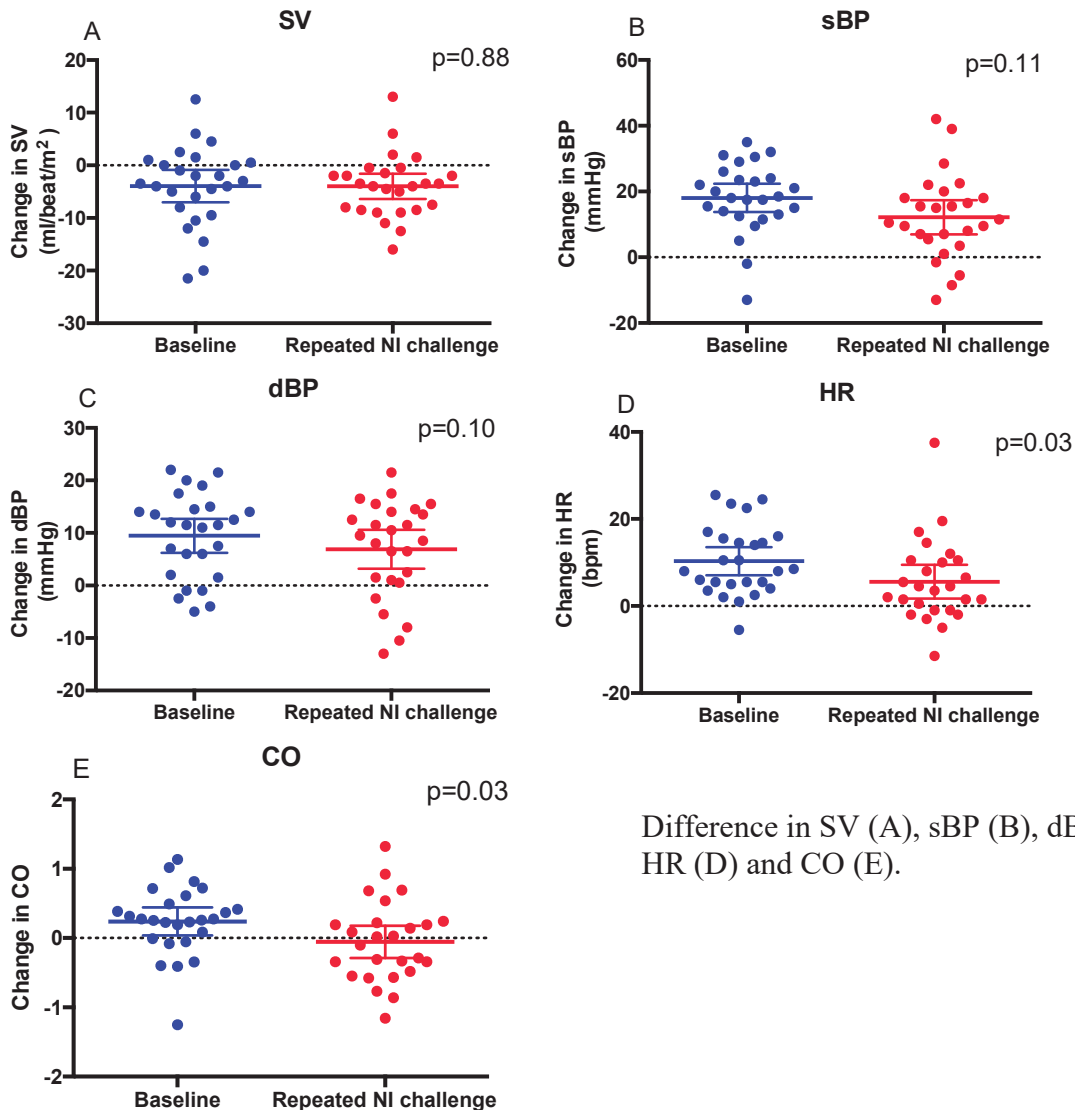 A
SV
p=0.88
Change in SV
(ml/beat/m²)
20
10
0
-10
-20
-30
Baseline
Repeated NI challenge
B
sBP
p=0.11
Change in sBP
(mmHg)
60
40
20
0
-20
Baseline
Repeated NI challenge
C
dBP
p=0.10
Change in dBP
(mmHg)
30
20
10
0
-10
-20
Baseline
Repeated NI challenge
D
HR
p=0.03
Change in HR
(bpm)
40
20
0
-20
Baseline
Repeated NI challenge
E
CO
p=0.03
Change in CO
2
1
0
-1
-2
Baseline
Repeated NI challenge
Difference in SV (A), sBP (B),
HR (D) and CO (E).